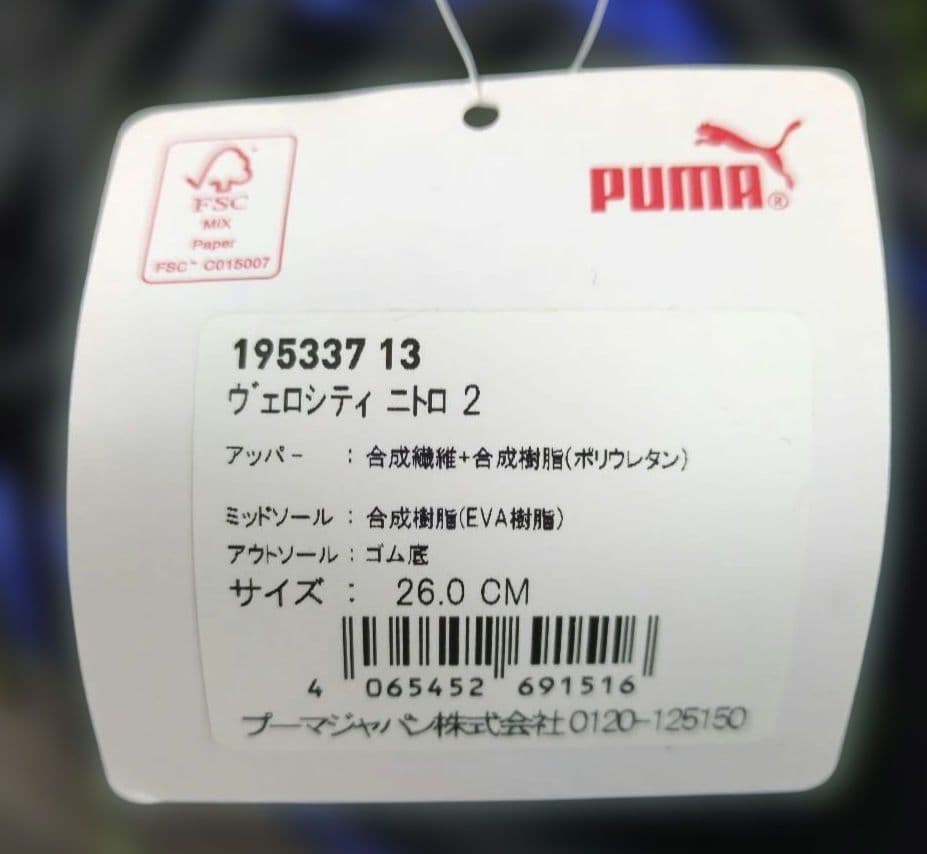 FSC
MIX
Paper
FSC™ C015007
PUMA®
195337 13
ヴェロシティ ニトロ 2
アッパー : 合成繊維+合成樹脂(ポリウレタン)
ミッドソール : 合成樹脂(EVA樹脂)
アウトソール : ゴム底
サイズ : 26.0 CM
4 065452 691516
プーマジャパン株式会社 0120-125150